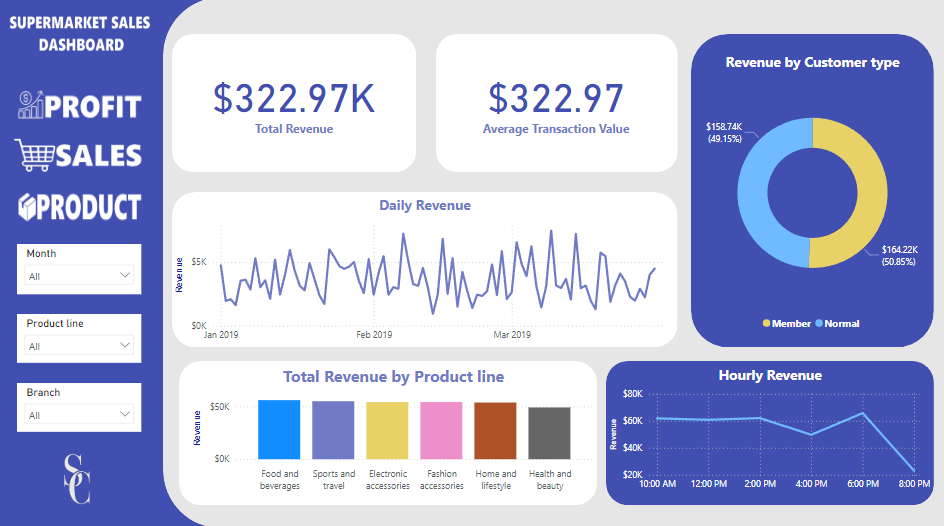 SUPERMARKET SALES
DASHBOARD
PROFIT
SALES
PRODUCT
Month
All
Product line
All
Branch
All
SC
$322.97K
Total Revenue
$322.97
Average Transaction Value
Revenue by Customer type
$158.74K
(49.15%)
$164.22K
(50.85%)
Member Normal
Daily Revenue
Revenue
$5K
$0K
Jan 2019 Feb 2019 Mar 2019
Total Revenue by Product line
Revenue
$50K
$0K
Food and
beverages
Sports and
travel
Electronic
accessories
Fashion
accessories
Home and
lifestyle
Health and
beauty
Hourly Revenue
Revenue
$80K
$60K
$40K
$20K
10:00 AM 12:00 PM 2:00 PM 4:00 PM 6:00 PM 8:00 PM